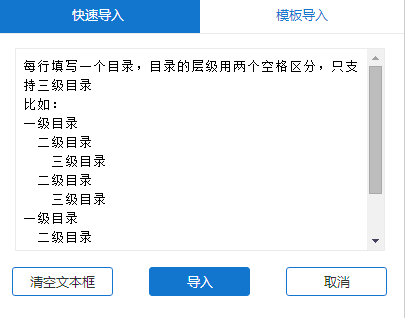 快速导入
模板导入
每行填写一个目录，目录的层级用两个空格区分，只支
持三级目录
比如：
一级目录
  二级目录
    三级目录
  二级目录
    三级目录
一级目录
  二级目录
清空文本框
导入
取消